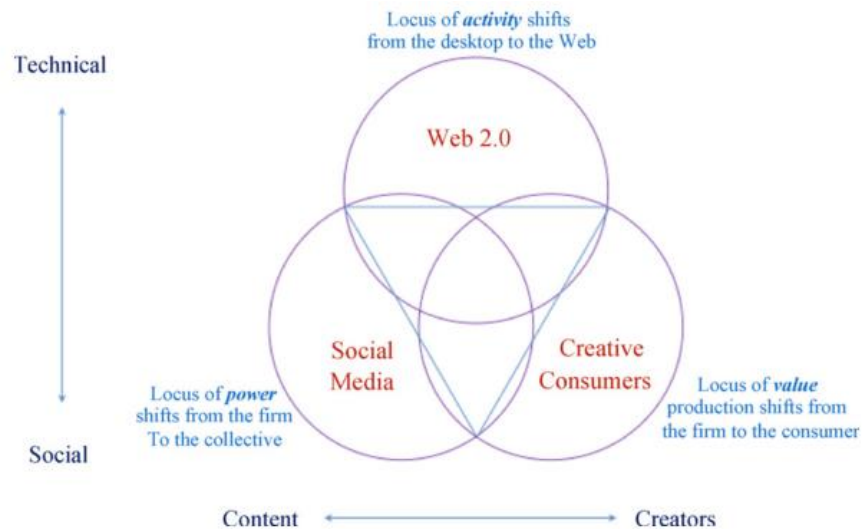 Locus of activity shifts
from the desktop to the Web
Technical
Web 2.0
Social
Media
Creative
Consumers
Locus of power
shifts from the firm
To the collective
Locus of value
production shifts from
the firm to the consumer
Social
Content
Creators